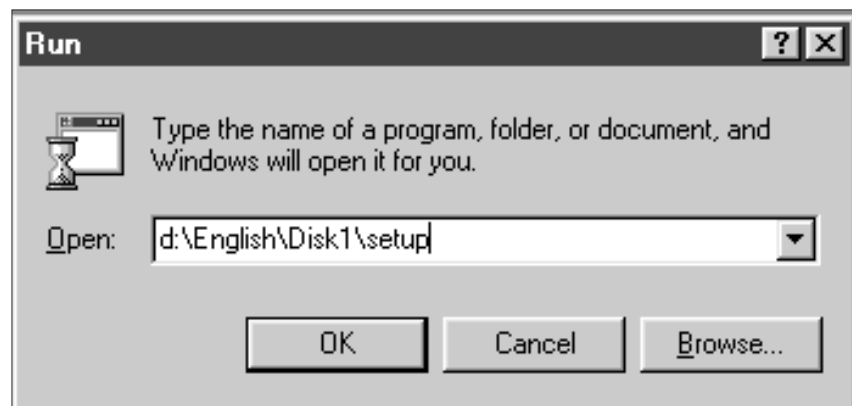 Run
Type the name of a program, folder, or document, and
Windows will open it for you.
Open: d:\English\Disk1\setup
OK Cancel Browse...